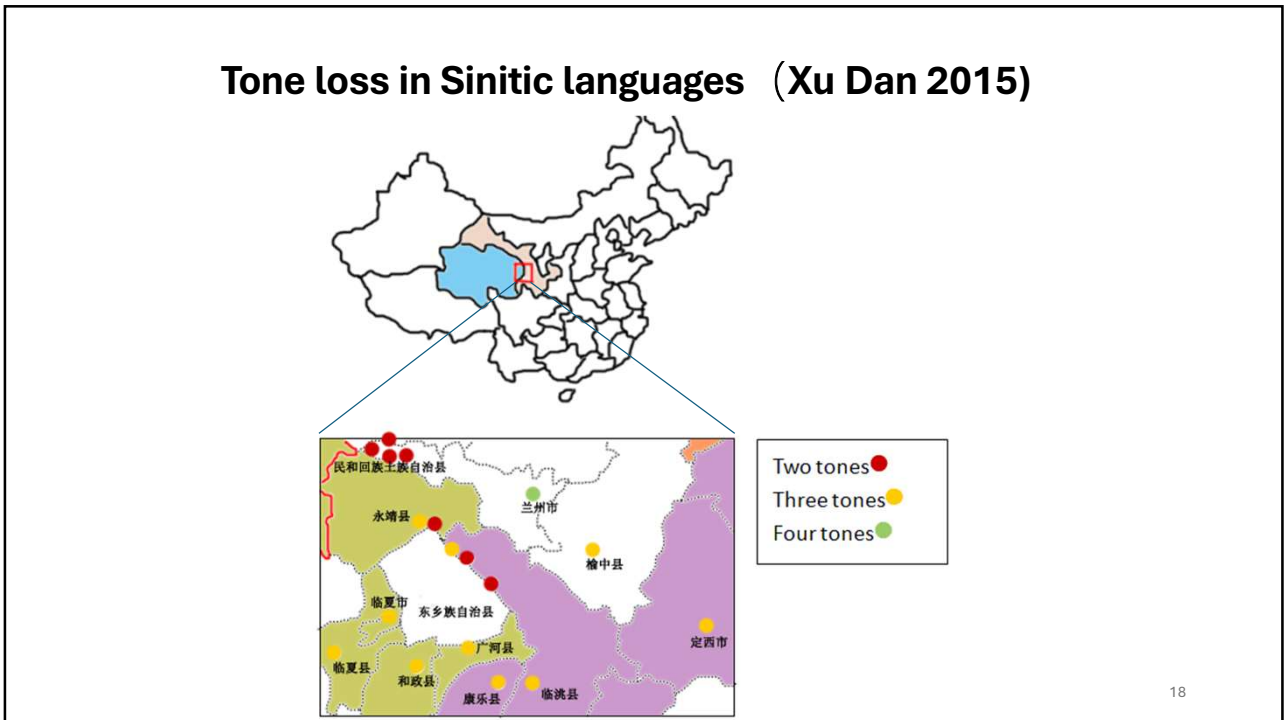 Tone loss in Sinitic languages （Xu Dan 2015)
民和回族土族自治县
兰州市
永靖县
榆中县
临夏市
东乡族自治县
定西市
广河县
临夏县
和政县
康乐县
临洮县
Two tones
Three tones
Four tones
18